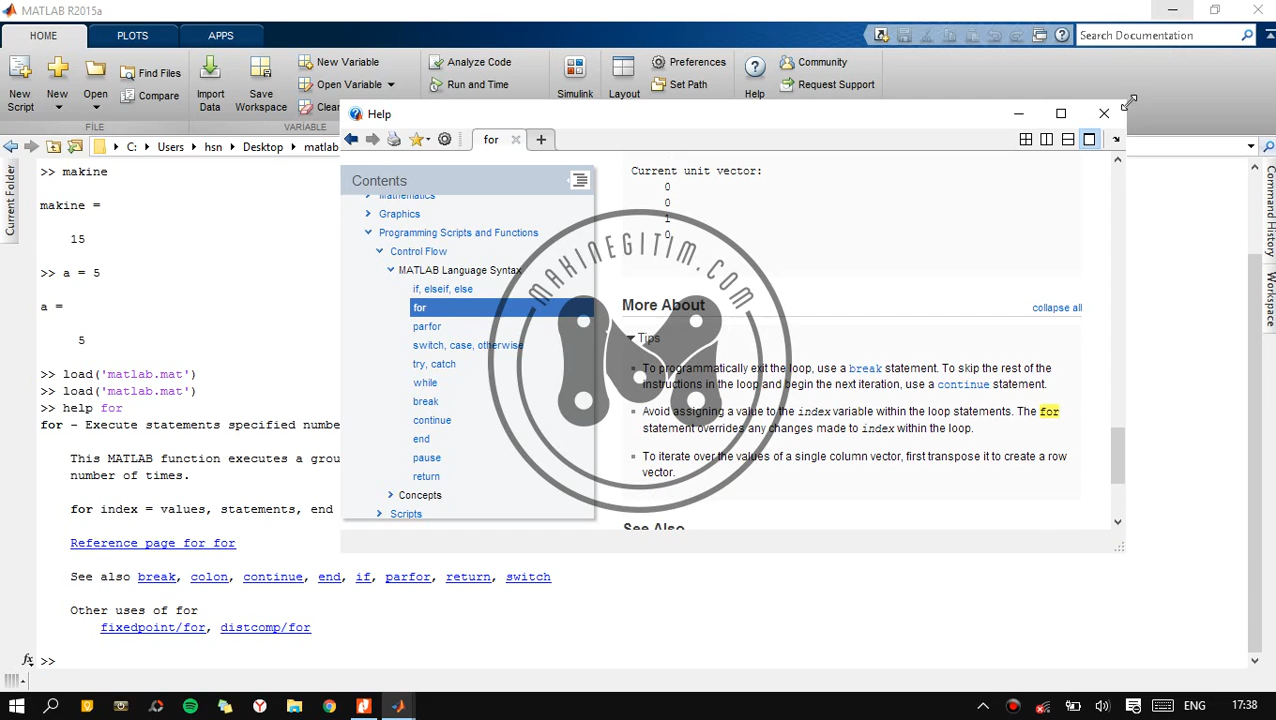 MATLAB R2015a
HOME
PLOTS
APPS
Search Documentation
New Script
New
Open
Find Files
Compare
Import Data
Save Workspace
New Variable
Open Variable
Clear
Analyze Code
Run and Time
Simulink
Layout
Preferences
Set Path
Help
Community
Request Support
FILE
VARIABLE
C: Users hsn Desktop matlab
Current Folder
Command History
Workspace
>> makine
makine =
15
>> a = 5
a =
5
>> load('matlab.mat')
>> load('matlab.mat')
>> help for
for - Execute statements specified numbe
This MATLAB function executes a grou
number of times.
for index = values, statements, end
Reference page for for
See also break, colon, continue, end, if, parfor, return, switch
Other uses of for
fixedpoint/for, distcomp/for
fx >>
Help
for
Contents
Mathematics
Graphics
Programming Scripts and Functions
Control Flow
MATLAB Language Syntax
if, elseif, else
for
parfor
switch, case, otherwise
try, catch
while
break
continue
end
pause
return
Concepts
Scripts
Current unit vector:
0
0
1
0
More About
collapse all
Tips
To programmatically exit the loop, use a break statement. To skip the rest of the
instructions in the loop and begin the next iteration, use a continue statement.
Avoid assigning a value to the index variable within the loop statements. The for
statement overrides any changes made to index within the loop.
To iterate over the values of a single column vector, first transpose it to create a row
vector.
See Also
MAKINEGITIM.COM
ENG
17:38